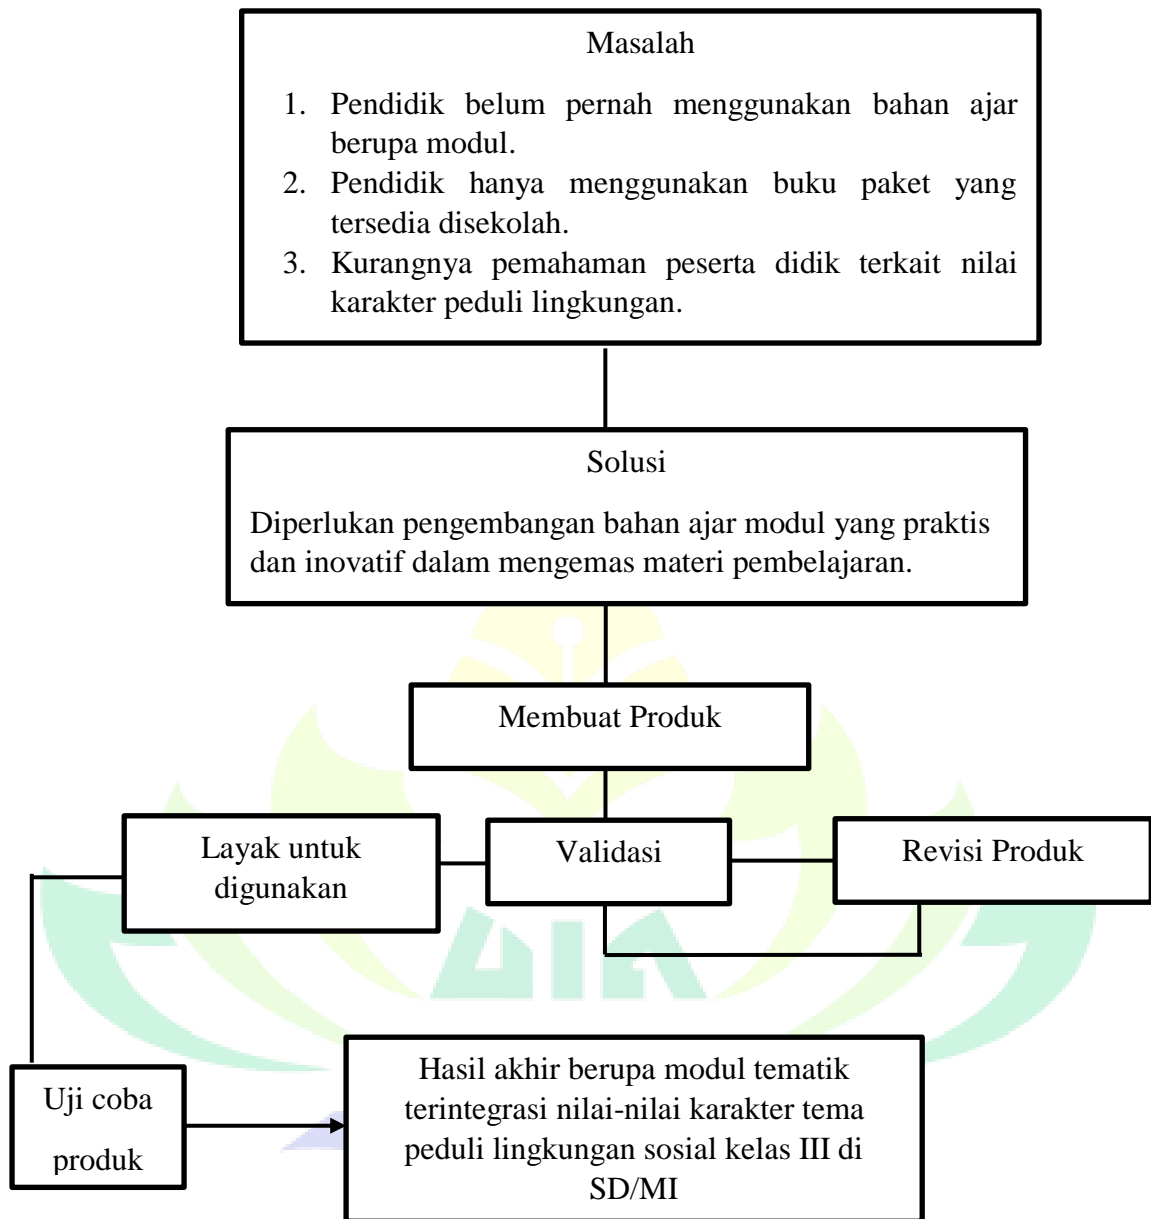 Masalah
1. Pendidik belum pernah menggunakan bahan ajar
berupa modul.
2. Pendidik hanya menggunakan buku paket yang
tersedia disekolah.
3. Kurangnya pemahaman peserta didik terkait nilai
karakter peduli lingkungan.
Solusi
Diperlukan pengembangan bahan ajar modul yang praktis
dan inovatif dalam mengemas materi pembelajaran.
Membuat Produk
Layak untuk
digunakan
Validasi
Revisi Produk
Uji coba
produk
Hasil akhir berupa modul tematik
terintegrasi nilai-nilai karakter tema
peduli lingkungan sosial kelas III di
SD/MI